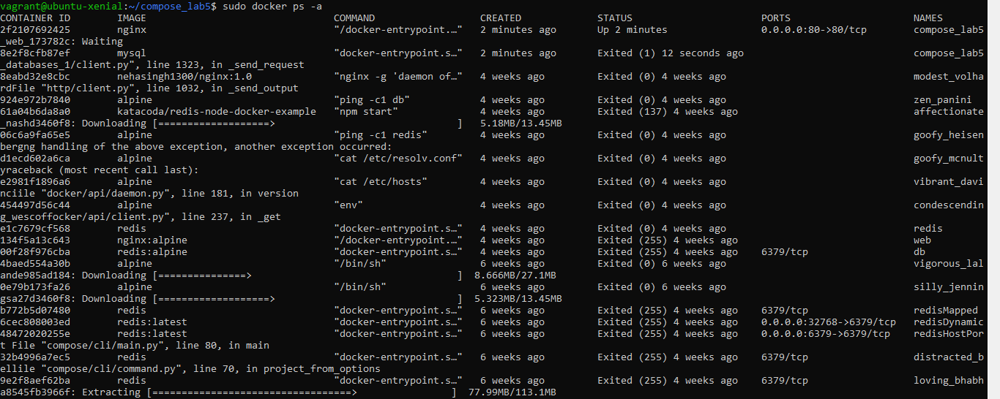 vagrant@ubuntu-xenial:~/compose_lab5$ sudo docker ps -a
CONTAINER ID        IMAGE                                COMMAND                  CREATED             STATUS                      PORTS                     NAMES
2f2107692425        nginx                                "/docker-entrypoint.…"   2 minutes ago       Up 2 minutes                0.0.0.0:80->80/tcp        compose_lab5
_web_173782c: Waiting
8e2f8cfb87ef        mysql                                "docker-entrypoint.s…"   2 minutes ago       Exited (1) 12 seconds ago                             compose_lab5
_databases_1/client.py", line 1323, in _send_request
8eabd32e8cbc        nehasingh1300/nginx:1.0              "nginx -g 'daemon of…"   4 weeks ago         Exited (0) 4 weeks ago                                modest_volha
rdFile "http/client.py", line 1032, in _send_output
924e972b7840        alpine                               "ping -c1 db"            4 weeks ago         Exited (0) 4 weeks ago                                zen_panini
61a04b6da8a0        katacoda/redis-node-docker-example   "npm start"              4 weeks ago         Exited (137) 4 weeks ago                              affectionate
_nashd3460f8: Downloading [===================>                               ]  5.18MB/13.45MB
06c6a9fa65e5        alpine                               "ping -c1 redis"         4 weeks ago         Exited (0) 4 weeks ago                                goofy_heisen
bergng handling of the above exception, another exception occurred:
d1ecd602a6ca        alpine                               "cat /etc/resolv.conf"   4 weeks ago         Exited (0) 4 weeks ago                                goofy_mcnult
yraceback (most recent call last):
e2981f1896a6        alpine                               "cat /etc/hosts"         4 weeks ago         Exited (0) 4 weeks ago                                vibrant_davi
nciile "docker/api/daemon.py", line 181, in version
454497d56c44        alpine                               "env"                    4 weeks ago         Exited (0) 4 weeks ago                                condescendin
g_wescoffocker/api/client.py", line 237, in _get
e1c7679cf568        redis                                "docker-entrypoint.s…"   4 weeks ago         Exited (0) 4 weeks ago                                redis
134f5a13c643        nginx:alpine                         "/docker-entrypoint.…"   4 weeks ago         Exited (255) 4 weeks ago                              web
00f28f976cba        redis:alpine                         "docker-entrypoint.s…"   4 weeks ago         Exited (255) 4 weeks ago    6379/tcp                  db
4baed554a30b        alpine                               "/bin/sh"                6 weeks ago         Exited (0) 6 weeks ago                                vigorous_lal
ande985ad184: Downloading [===============>                                   ]  8.666MB/27.1MB
0e79b173fa26        alpine                               "/bin/sh"                6 weeks ago         Exited (0) 6 weeks ago                                silly_jennin
gsa27d3460f8: Downloading [===================>                               ]  5.323MB/13.45MB
b772b5d07480        redis                                "docker-entrypoint.s…"   6 weeks ago         Exited (255) 4 weeks ago    6379/tcp                  redisMapped
6cec808003ed        redis:latest                         "docker-entrypoint.s…"   6 weeks ago         Exited (255) 4 weeks ago    0.0.0.0:32768->6379/tcp   redisDynamic
48472020255e        redis:latest                         "docker-entrypoint.s…"   6 weeks ago         Exited (255) 4 weeks ago    0.0.0.0:6379->6379/tcp    redisHostPor
t File "compose/cli/main.py", line 80, in main
32b4996a7ec5        redis                                "docker-entrypoint.s…"   6 weeks ago         Exited (255) 4 weeks ago    6379/tcp                  distracted_b
ellile "compose/cli/command.py", line 70, in project_from_options
9e2f8aef62ba        redis                                "docker-entrypoint.s…"   6 weeks ago         Exited (255) 4 weeks ago    6379/tcp                  loving_bhabh
a8545fb3966f: Extracting [==================================>                ]  77.99MB/113.1MB